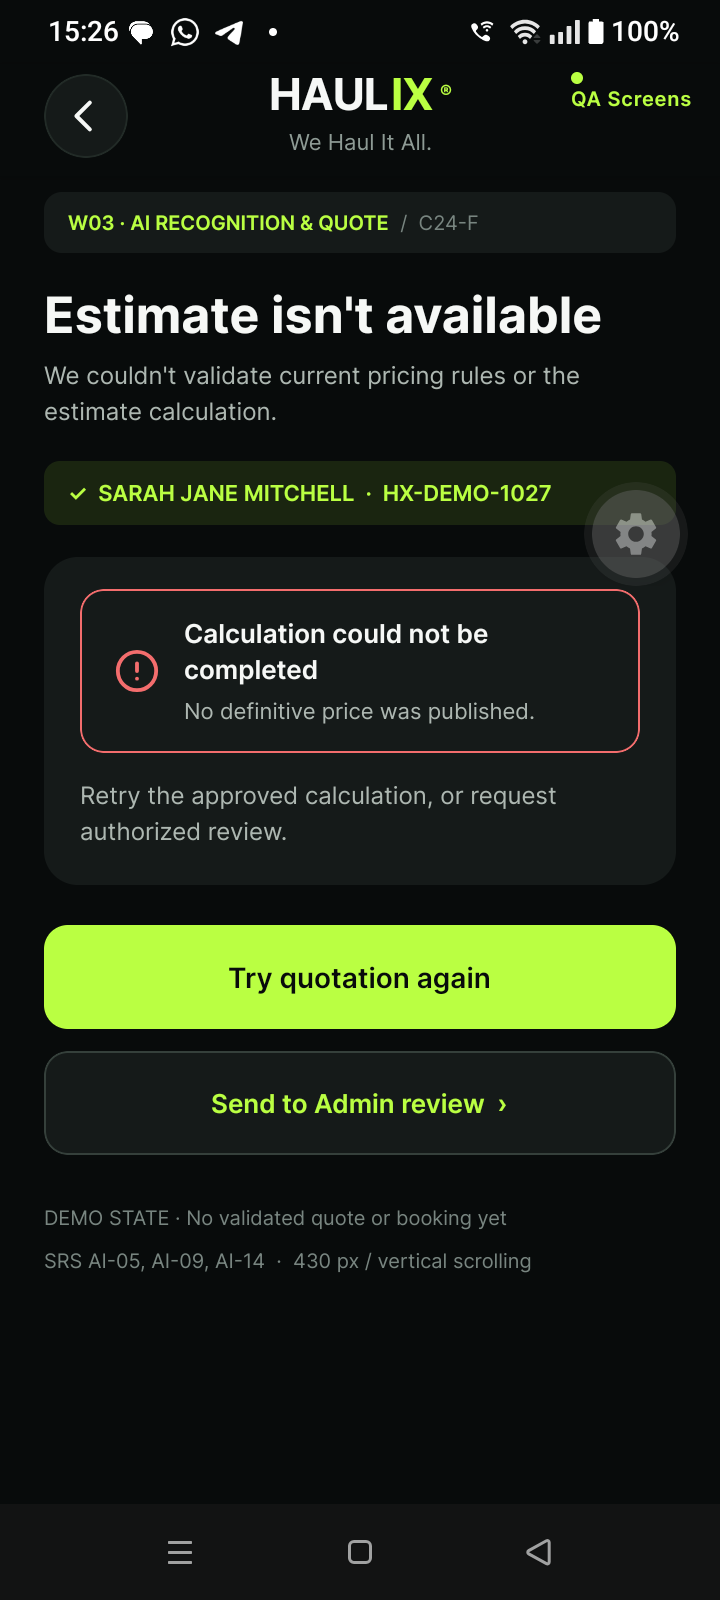 15:26
100%
HAULIX ®
We Haul It All.
QA Screens
W03 · AI RECOGNITION & QUOTE / C24-F
Estimate isn't available
We couldn't validate current pricing rules or the
estimate calculation.
✓ SARAH JANE MITCHELL · HX-DEMO-1027
Calculation could not be
completed
No definitive price was published.
Retry the approved calculation, or request
authorized review.
Try quotation again
Send to Admin review ›
DEMO STATE · No validated quote or booking yet
SRS AI-05, AI-09, AI-14 · 430 px / vertical scrolling